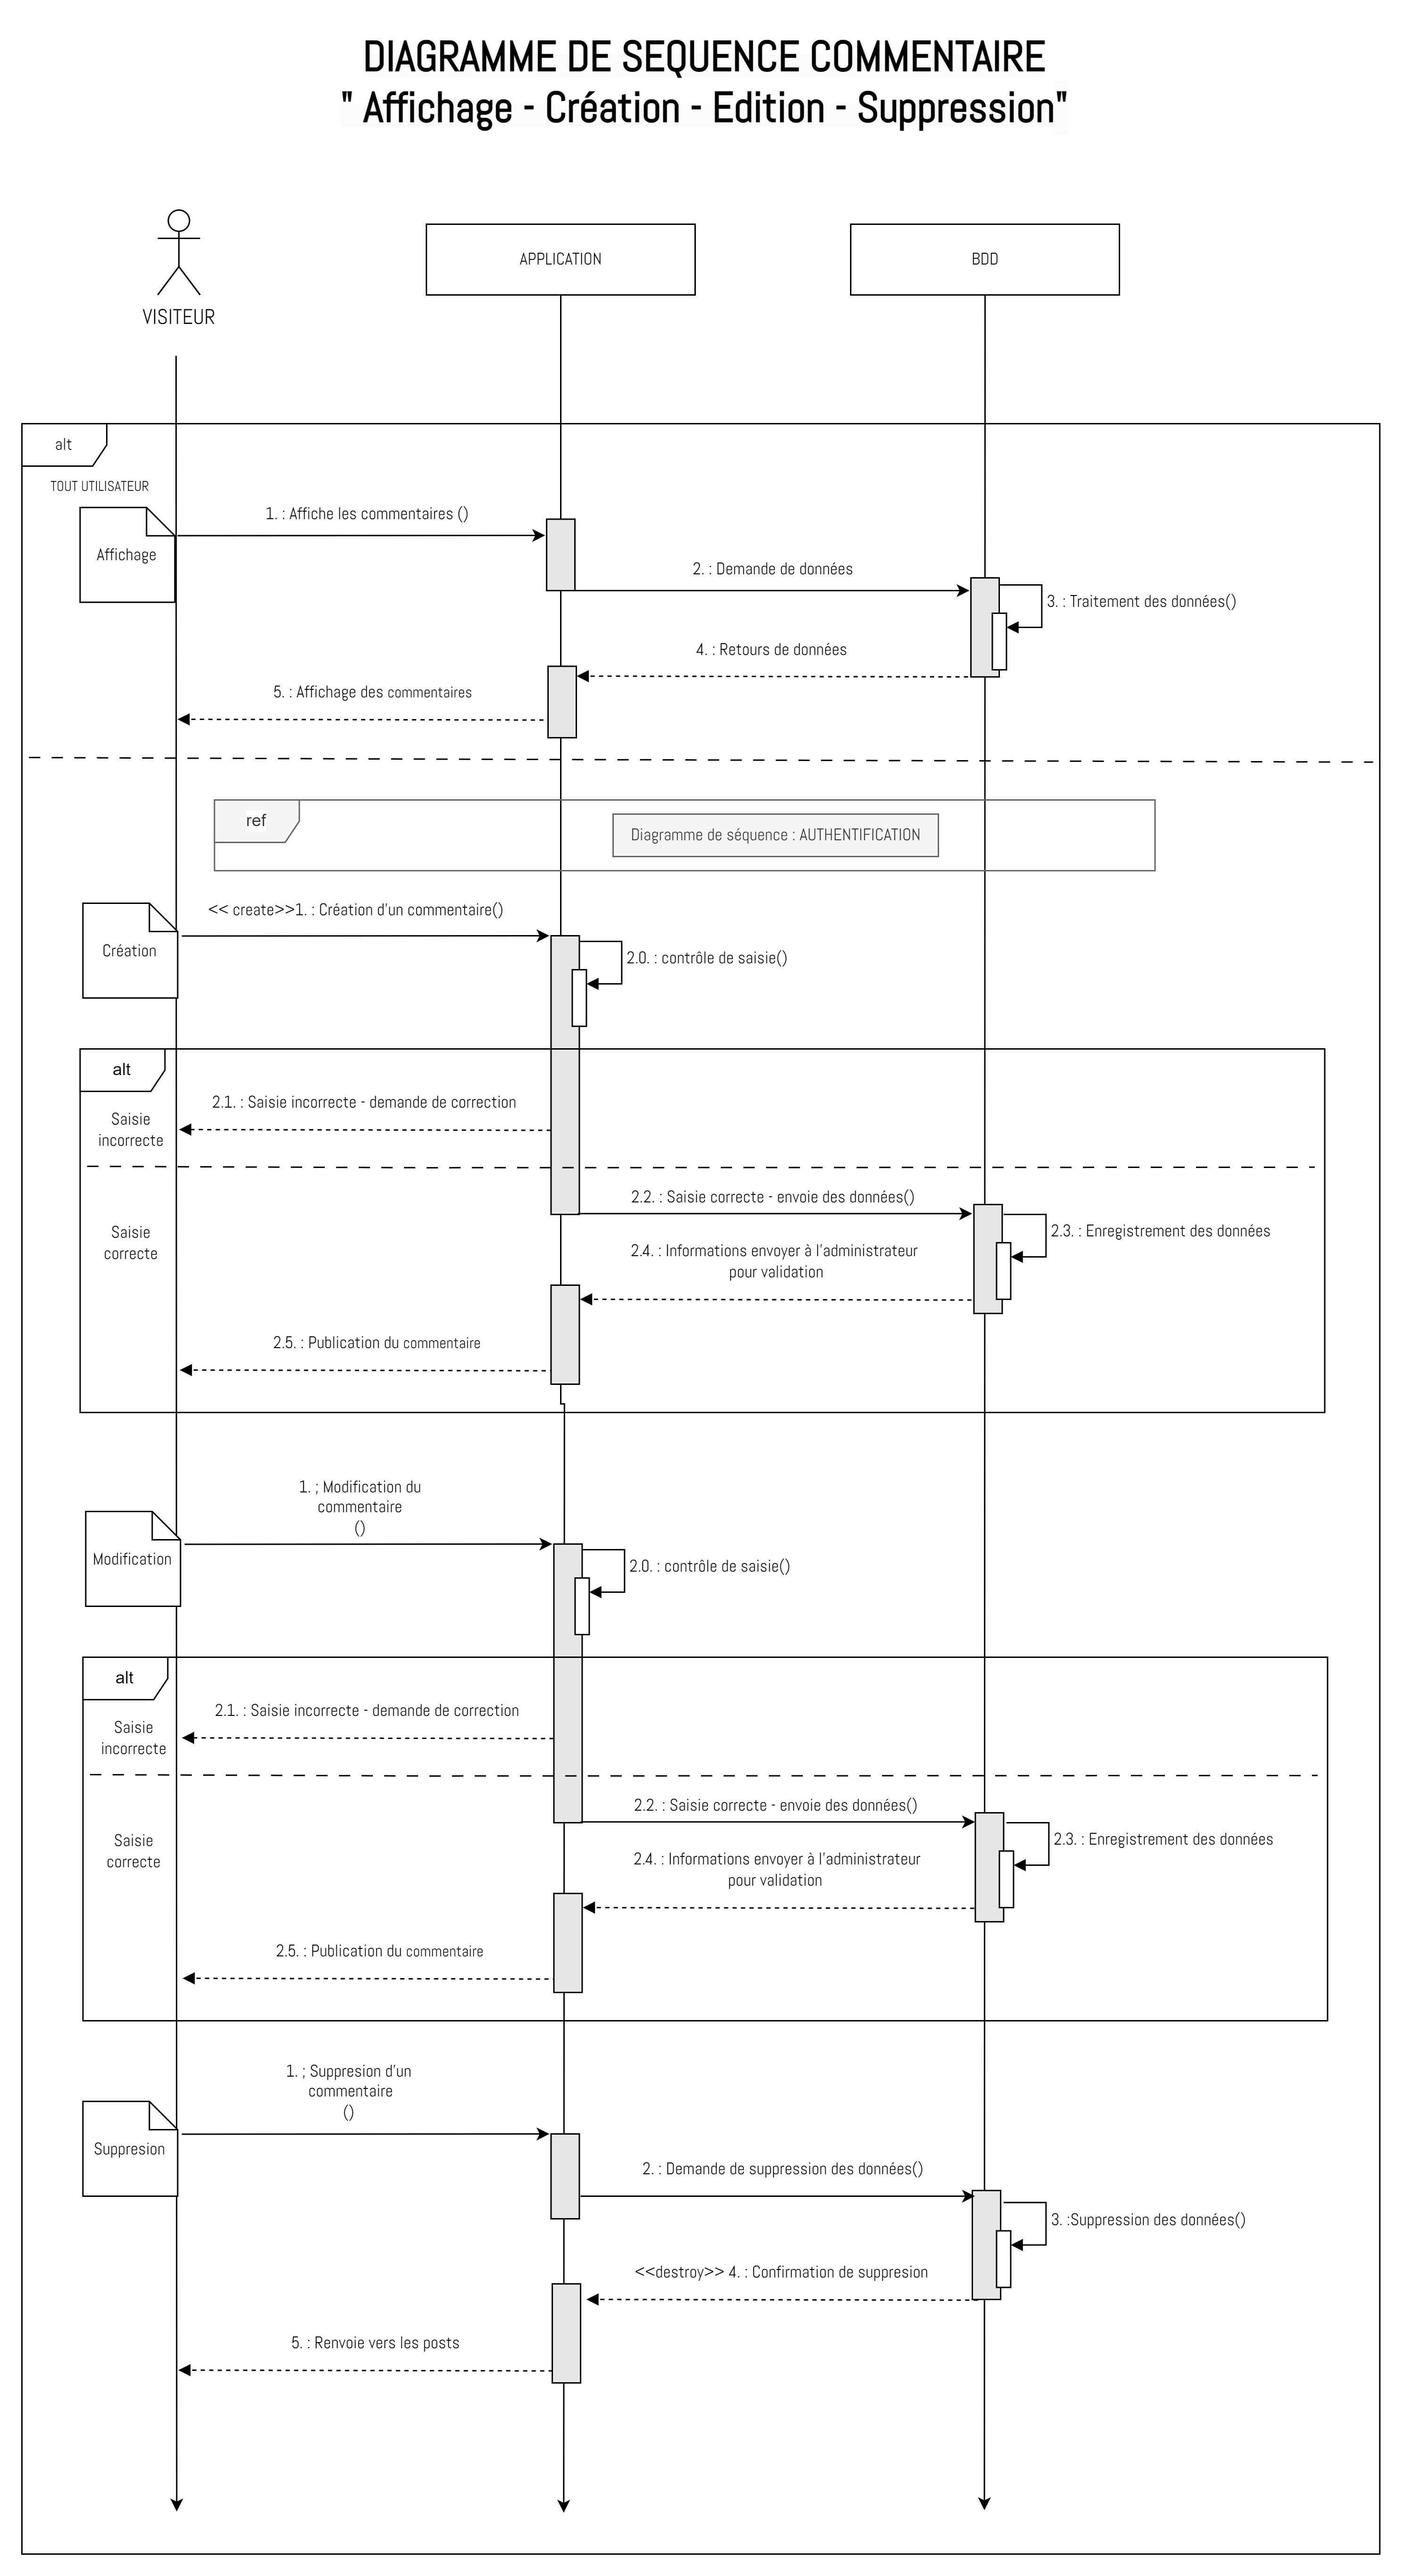 DIAGRAMME DE SEQUENCE COMMENTAIRE
" Affichage - Création - Edition - Suppression"
VISITEUR
APPLICATION
BDD
alt
TOUT UTILISATEUR
Affichage
1. : Affiche les commentaires ()
2. : Demande de données
3. : Traitement des données()
4. : Retours de données
5. : Affichage des commentaires
ref
Diagramme de séquence : AUTHENTIFICATION
Création
<< create>>1. : Création d'un commentaire()
2.0. : contrôle de saisie()
alt
Saisie
incorrecte
2.1. : Saisie incorrecte - demande de correction
Saisie
correcte
2.2. : Saisie correcte - envoie des données()
2.3. : Enregistrement des données
2.4. : Informations envoyer à l'administrateur
pour validation
2.5. : Publication du commentaire
1. ; Modification du
commentaire
()
Modification
2.0. : contrôle de saisie()
alt
Saisie
incorrecte
2.1. : Saisie incorrecte - demande de correction
Saisie
correcte
2.2. : Saisie correcte - envoie des données()
2.3. : Enregistrement des données
2.4. : Informations envoyer à l'administrateur
pour validation
2.5. : Publication du commentaire
1. ; Suppresion d'un
commentaire
()
Suppresion
2. : Demande de suppression des données()
3. :Suppression des données()
<<destroy>> 4. : Confirmation de suppresion
5. : Renvoie vers les posts